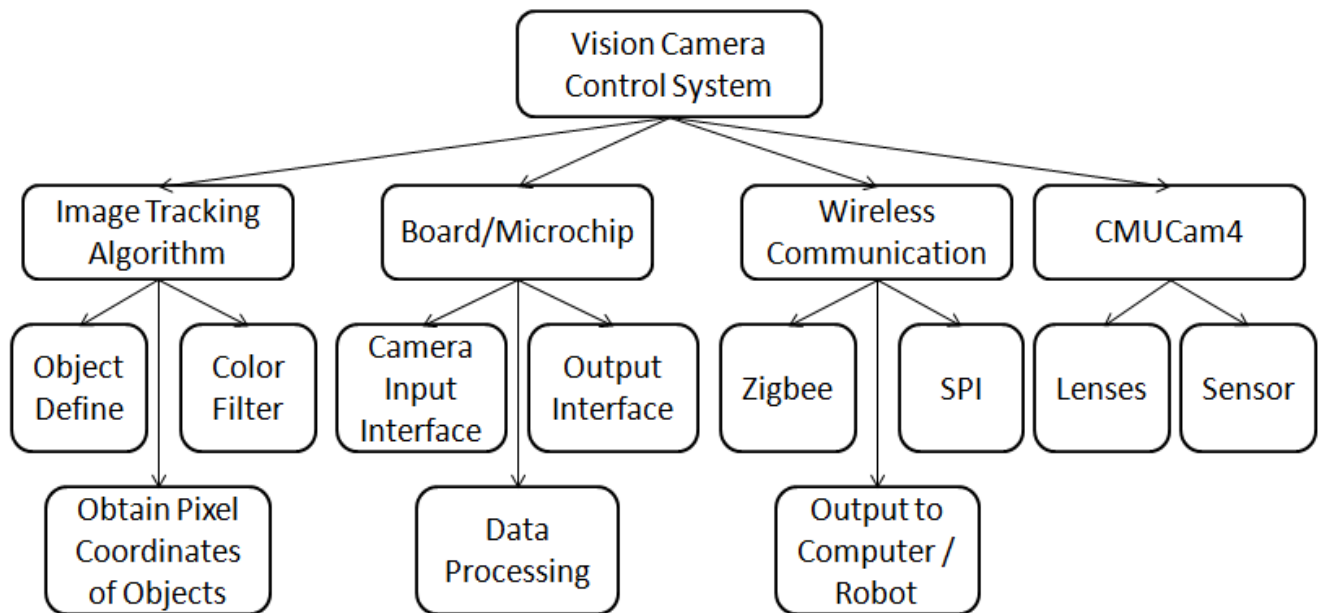 Vision Camera
Control System
Image Tracking
Algorithm
Board/Microchip
Wireless
Communication
CMUCam4
Object
Define
Color
Filter
Camera
Input
Interface
Output
Interface
Zigbee
SPI
Lenses
Sensor
Obtain Pixel
Coordinates
of Objects
Data
Processing
Output to
Computer /
Robot